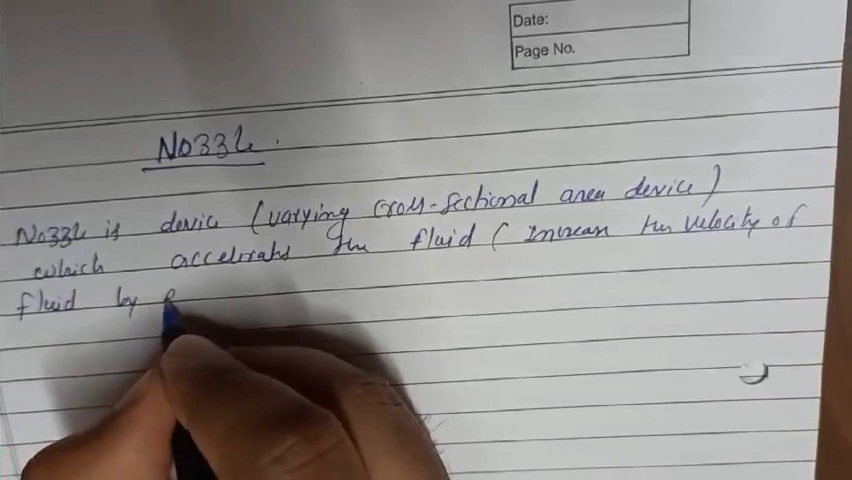 Date:
Page No.
Nozzle.
Nozzle is device (varying cross-sectional area device)
which accelerate the fluid ( Increase the velocity of
fluid by